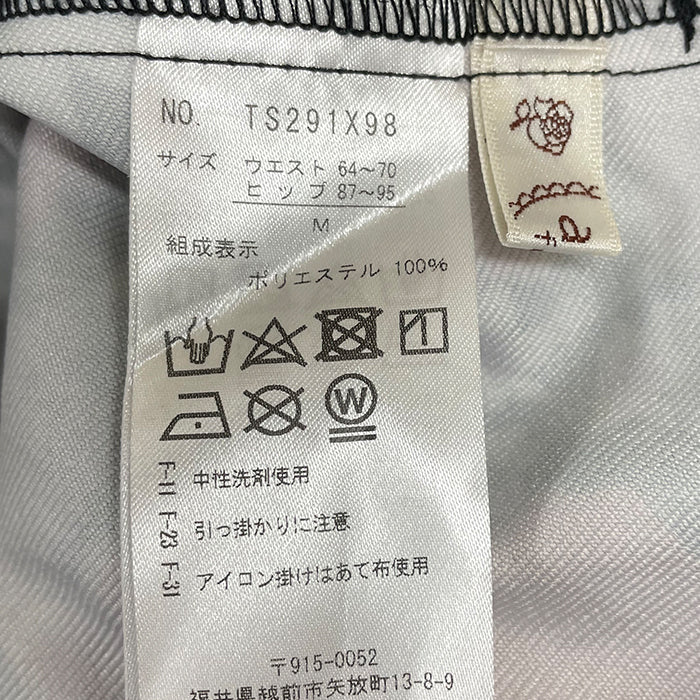 NO. TS291X98
サイズ ウエスト 64〜70
ヒップ 87〜95
M
組成表示
ポリエステル 100%
W
F-11 中性洗剤使用
F-23 引っ掛かりに注意
F-31 アイロン掛けはあて布使用
〒915-0052
福井県越前市矢放町13-8-9